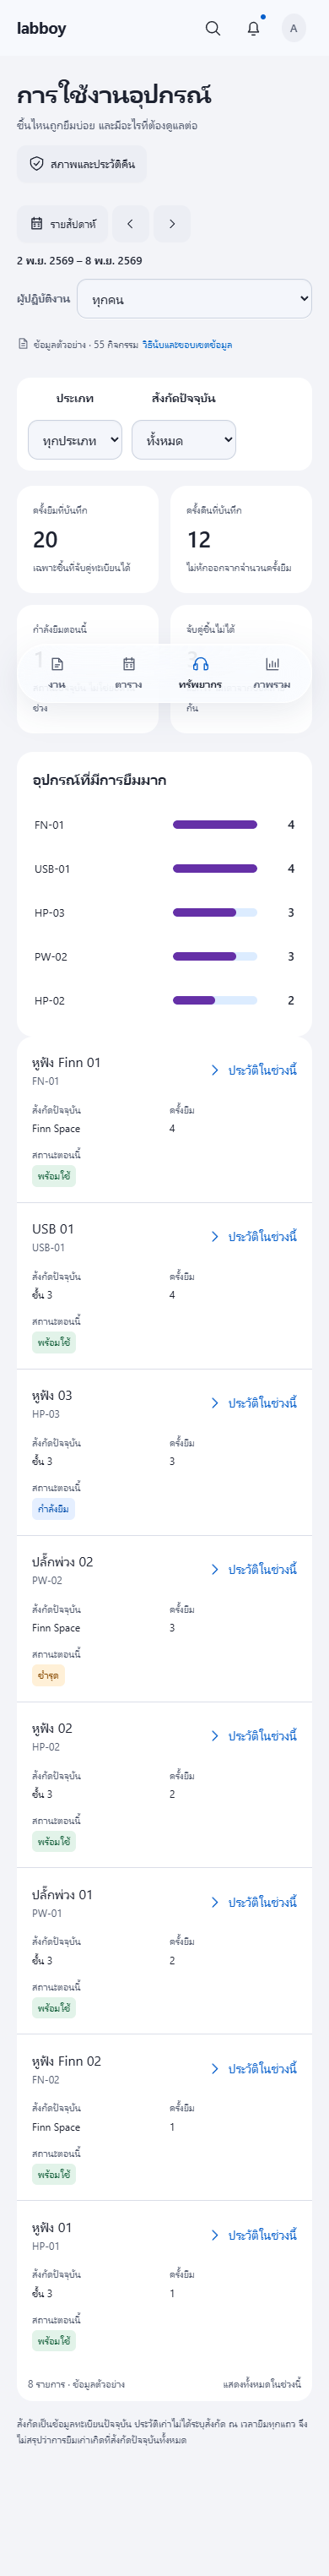 labboy
A
การใช้งานอุปกรณ์
ชิ้นไหนถูกยืมบ่อย และมีอะไรที่ต้องดูแลต่อ
สภาพและประวัติคืน
รายสัปดาห์
2 พ.ย. 2569 – 8 พ.ย. 2569
ผู้ปฏิบัติงาน ทุกคน
ข้อมูลตัวอย่าง · 55 กิจกรรม วิธีนับและขอบเขตข้อมูล
ประเภท สังกัดปัจจุบัน
ทุกประเภท ทั้งหมด
ครั้งยืมที่บันทึก
20
เฉพาะชิ้นที่จับคู่ทะเบียนได้
ครั้งคืนที่บันทึก
12
ไม่หักออกจากจำนวนครั้งยืม
กำลังยืมตอนนี้
1
ช่วง
จับคู่ชิ้นไม่ได้
กัน
งาน ตาราง ทรัพยากร ภาพรวม
อุปกรณ์ที่มีการยืมมาก
FN-01 4
USB-01 4
HP-03 3
PW-02 3
HP-02 2
หูฟัง Finn 01 ประวัติในช่วงนี้
FN-01
สังกัดปัจจุบัน ครั้งยืม
Finn Space 4
สถานะตอนนี้
พร้อมใช้
USB 01 ประวัติในช่วงนี้
USB-01
สังกัดปัจจุบัน ครั้งยืม
ชั้น 3 4
สถานะตอนนี้
พร้อมใช้
หูฟัง 03 ประวัติในช่วงนี้
HP-03
สังกัดปัจจุบัน ครั้งยืม
ชั้น 3 3
สถานะตอนนี้
กำลังยืม
ปลั๊กพ่วง 02 ประวัติในช่วงนี้
PW-02
สังกัดปัจจุบัน ครั้งยืม
Finn Space 3
สถานะตอนนี้
ชำรุด
หูฟัง 02 ประวัติในช่วงนี้
HP-02
สังกัดปัจจุบัน ครั้งยืม
ชั้น 3 2
สถานะตอนนี้
พร้อมใช้
ปลั๊กพ่วง 01 ประวัติในช่วงนี้
PW-01
สังกัดปัจจุบัน ครั้งยืม
ชั้น 3 2
สถานะตอนนี้
พร้อมใช้
หูฟัง Finn 02 ประวัติในช่วงนี้
FN-02
สังกัดปัจจุบัน ครั้งยืม
Finn Space 1
สถานะตอนนี้
พร้อมใช้
หูฟัง 01 ประวัติในช่วงนี้
HP-01
สังกัดปัจจุบัน ครั้งยืม
ชั้น 3 1
สถานะตอนนี้
พร้อมใช้
8 รายการ · ข้อมูลตัวอย่าง แสดงทั้งหมดในช่วงนี้
สังกัดเป็นข้อมูลทะเบียนปัจจุบัน ประวัติเก่าไม่ได้ระบุสังกัด ณ เวลายืมทุกแถว จึง
ไม่สรุปว่าการยืมเก่าเกิดที่สังกัดปัจจุบันทั้งหมด